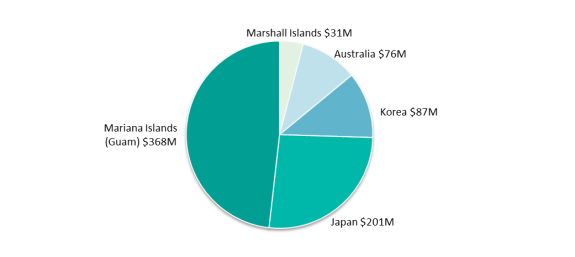 Marshall Islands $31M
Australia $76M
Korea $87M
Japan $201M
Mariana Islands
(Guam) $368M